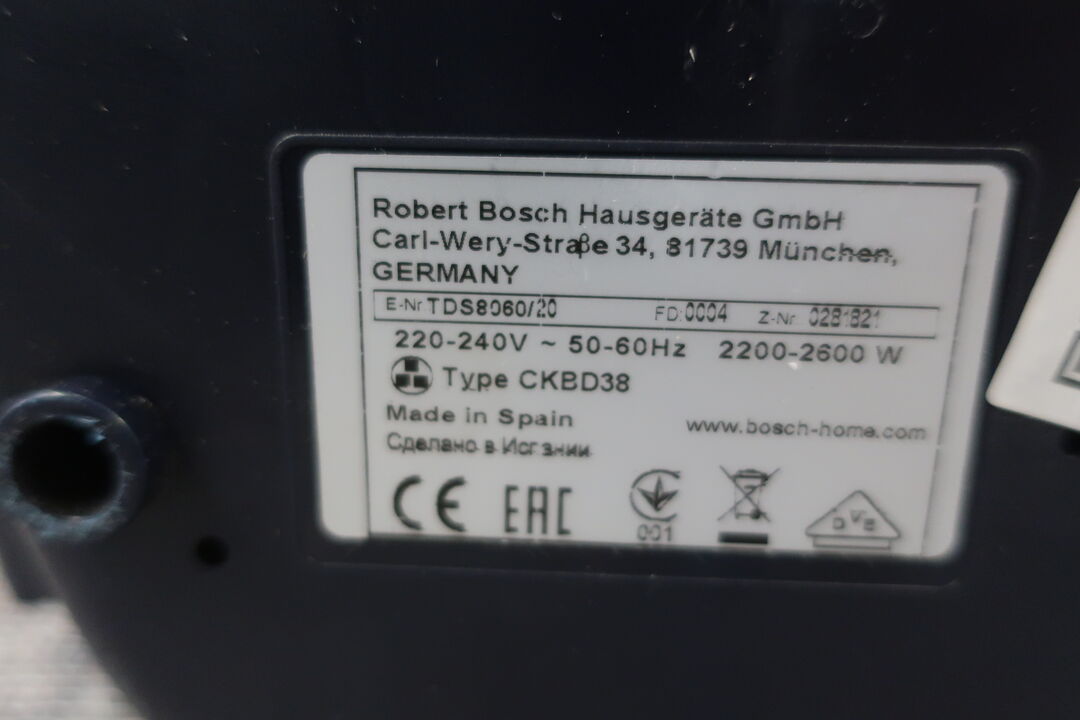 Robert Bosch Hausgeräte GmbH
Carl-Wery-Straße 34, 81739 München,
GERMANY
E-Nr TDS8060/20 FD:0004 Z-Nr. 0281821
220-240V ~ 50-60Hz 2200-2600 W
Type CKBD38
Made in Spain
www.bosch-home.com
Сделано в Испании
CE EAC
001
DVE